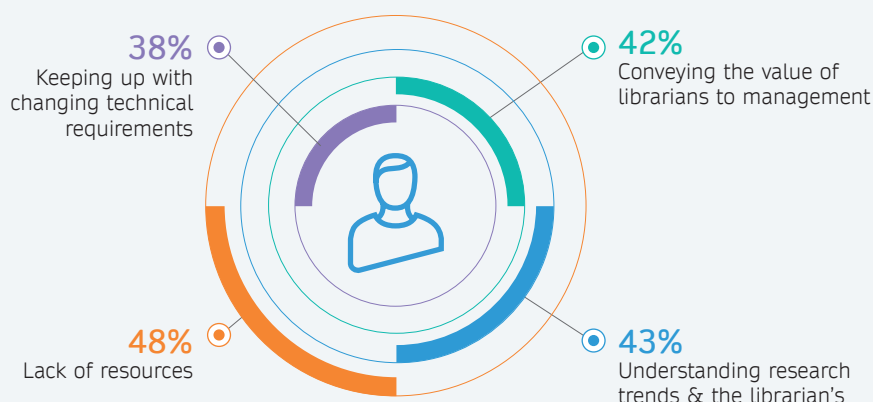 38%
Keeping up with
changing technical
requirements
42%
Conveying the value of
librarians to management
48%
Lack of resources
43%
Understanding research
trends & the librarian's